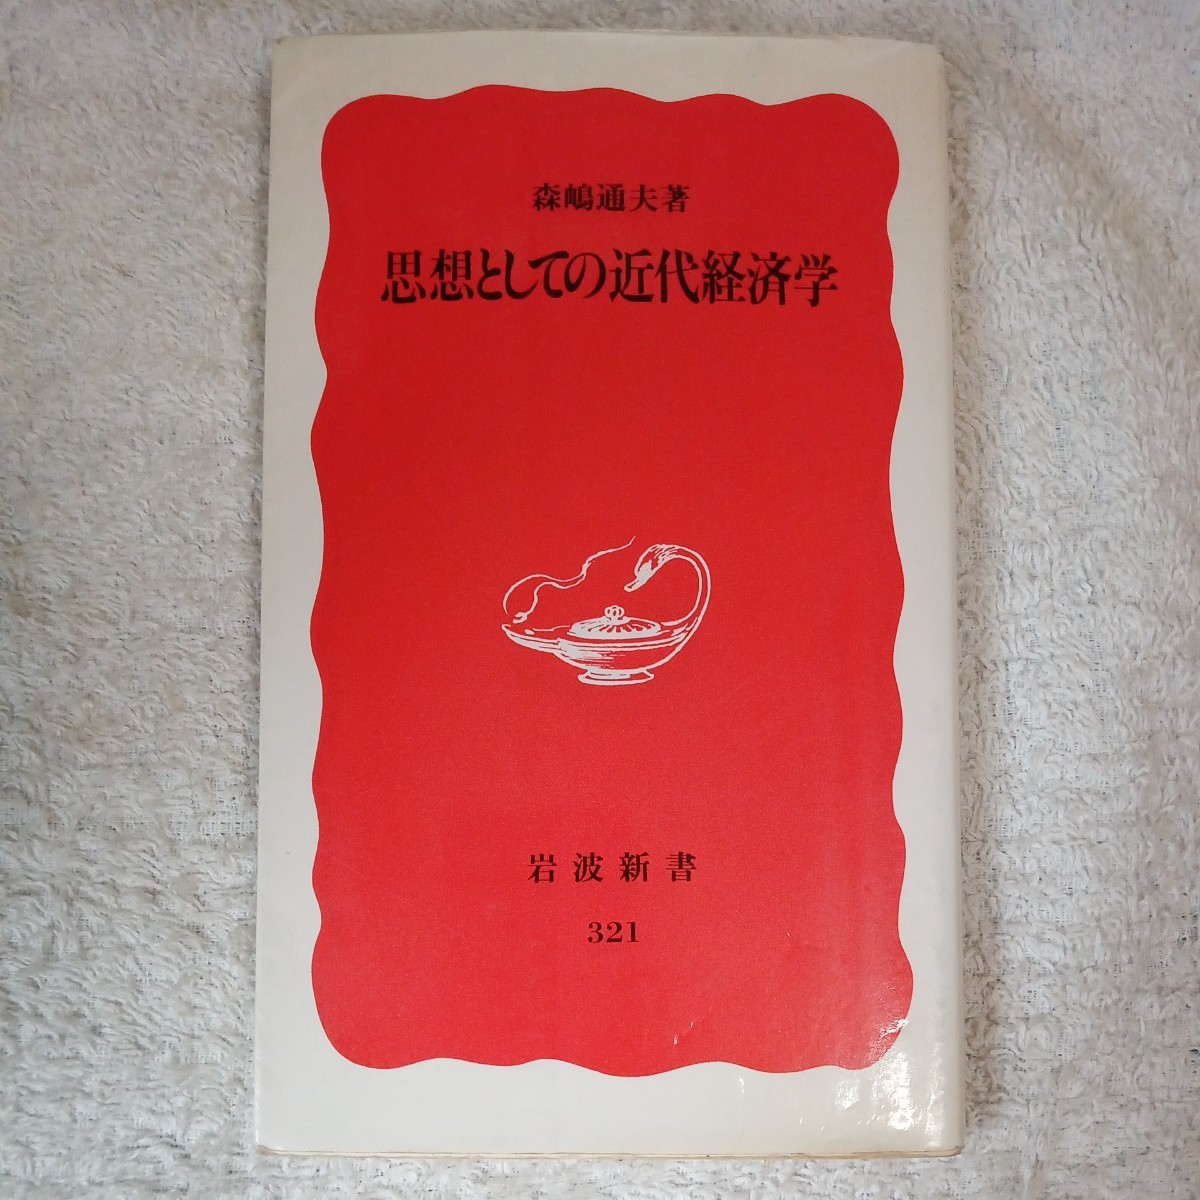 森嶋通夫著
思想としての近代経済学
岩波新書
321